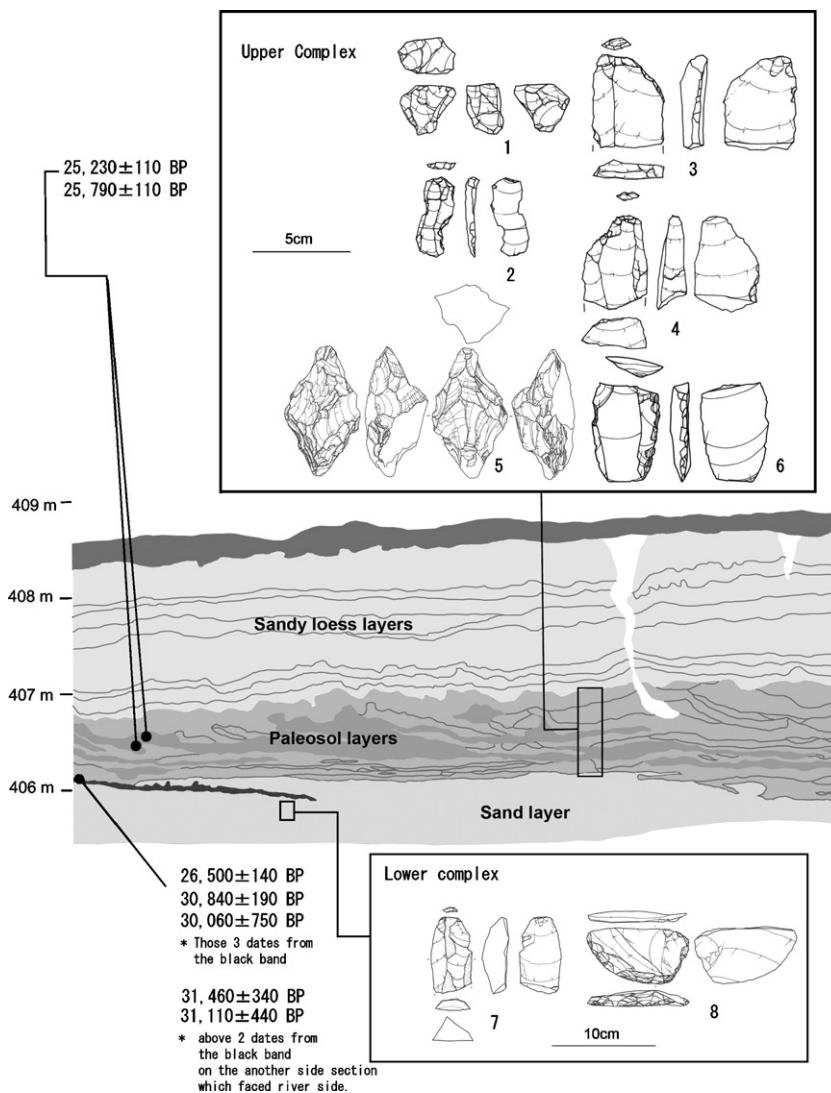 Upper Complex
1
2
3
4
5
6
5cm
25,230±110 BP
25,790±110 BP
409 m
408 m
407 m
406 m
Sandy loess layers
Paleosol layers
Sand layer
26,500±140 BP
30,840±190 BP
30,060±750 BP
* Those 3 dates from
the black band
31,460±340 BP
31,110±440 BP
* above 2 dates from
the black band
on the another side section
which faced river side.
Lower complex
7
8
10cm